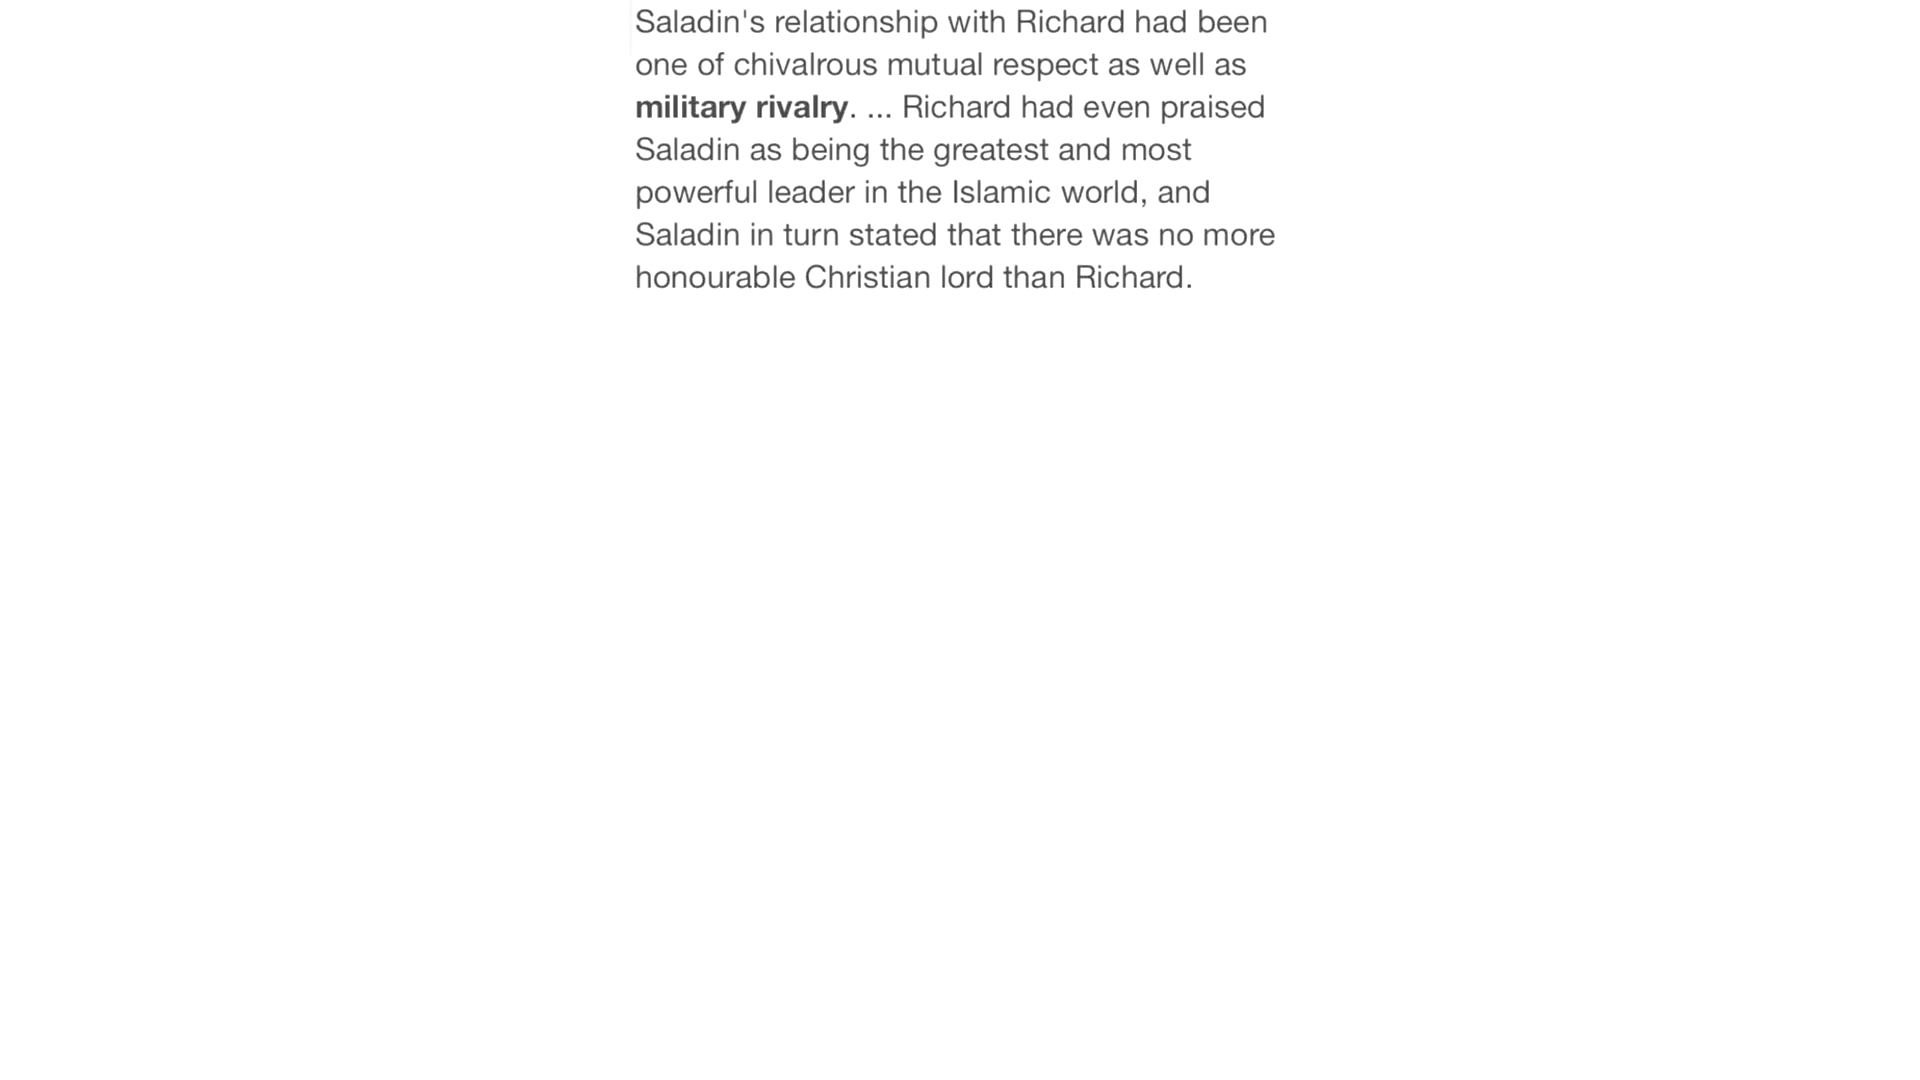 Saladin's relationship with Richard had been
one of chivalrous mutual respect as well as
military rivalry. ... Richard had even praised
Saladin as being the greatest and most
powerful leader in the Islamic world, and
Saladin in turn stated that there was no more
honourable Christian lord than Richard.